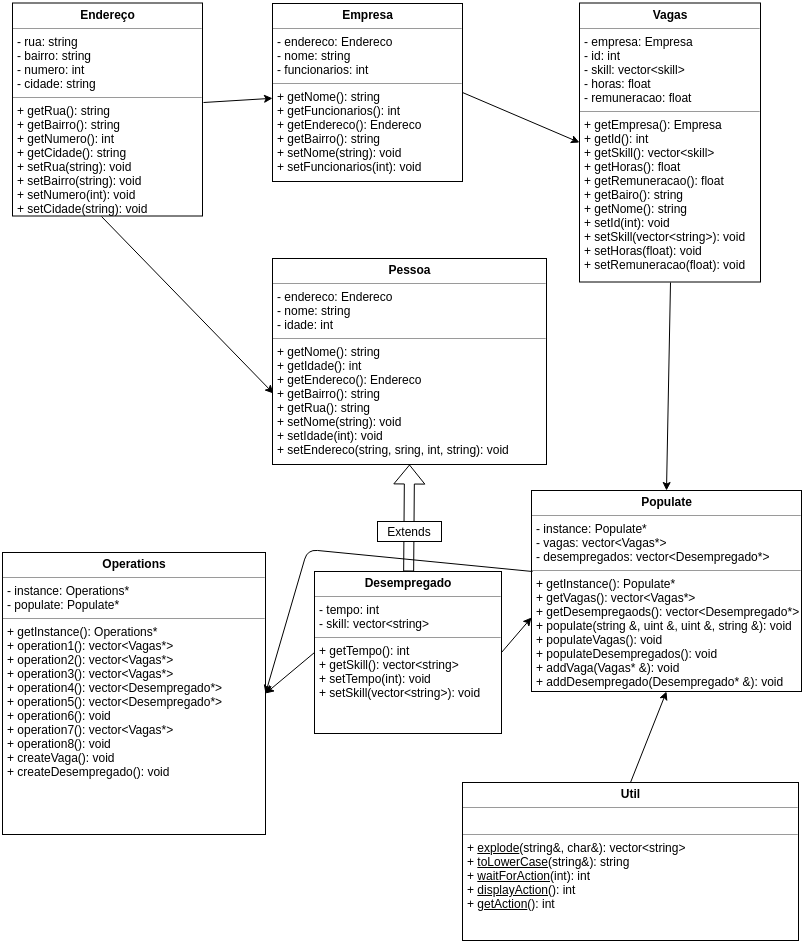 Endereço
- rua: string
- bairro: string
- numero: int
- cidade: string
+ getRua(): string
+ getBairro(): string
+ getNumero(): int
+ getCidade(): string
+ setRua(string): void
+ setBairro(string): void
+ setNumero(int): void
+ setCidade(string): void
Empresa
- endereco: Endereco
- nome: string
- funcionarios: int
+ getNome(): string
+ getFuncionarios(): int
+ getEndereco(): Endereco
+ getBairro(): string
+ setNome(string): void
+ setFuncionarios(int): void
Vagas
- empresa: Empresa
- id: int
- skill: vector<skill>
- horas: float
- remuneracao: float
+ getEmpresa(): Empresa
+ getId(): int
+ getSkill(): vector<skill>
+ getHoras(): float
+ getRemuneracao(): float
+ getBairo(): string
+ getNome(): string
+ setId(int): void
+ setSkill(vector<string>): void
+ setHoras(float): void
+ setRemuneracao(float): void
Pessoa
- endereco: Endereco
- nome: string
- idade: int
+ getNome(): string
+ getIdade(): int
+ getEndereco(): Endereco
+ getBairro(): string
+ getRua(): string
+ setNome(string): void
+ setIdade(int): void
+ setEndereco(string, sring, int, string): void
Extends
Operations
- instance: Operations*
- populate: Populate*
+ getInstance(): Operations*
+ operation1(): vector<Vagas*>
+ operation2(): vector<Vagas*>
+ operation3(): vector<Vagas*>
+ operation4(): vector<Desempregado*>
+ operation5(): vector<Desempregado*>
+ operation6(): void
+ operation7(): vector<Vagas*>
+ operation8(): void
+ createVaga(): void
+ createDesempregado(): void
Desempregado
- tempo: int
- skill: vector<string>
+ getTempo(): int
+ getSkill(): vector<string>
+ setTempo(int): void
+ setSkill(vector<string>): void
Populate
- instance: Populate*
- vagas: vector<Vagas*>
- desempregados: vector<Desempregado*>
+ getInstance(): Populate*
+ getVagas(): vector<Vagas*>
+ getDesempregaods(): vector<Desempregado*>
+ populate(string &, uint &, uint &, string &): void
+ populateVagas(): void
+ populateDesempregados(): void
+ addVaga(Vagas* &): void
+ addDesempregado(Desempregado* &): void
Util
+ explode(string&, char&): vector<string>
+ toLowerCase(string&): string
+ waitForAction(int): int
+ displayAction(): int
+ getAction(): int